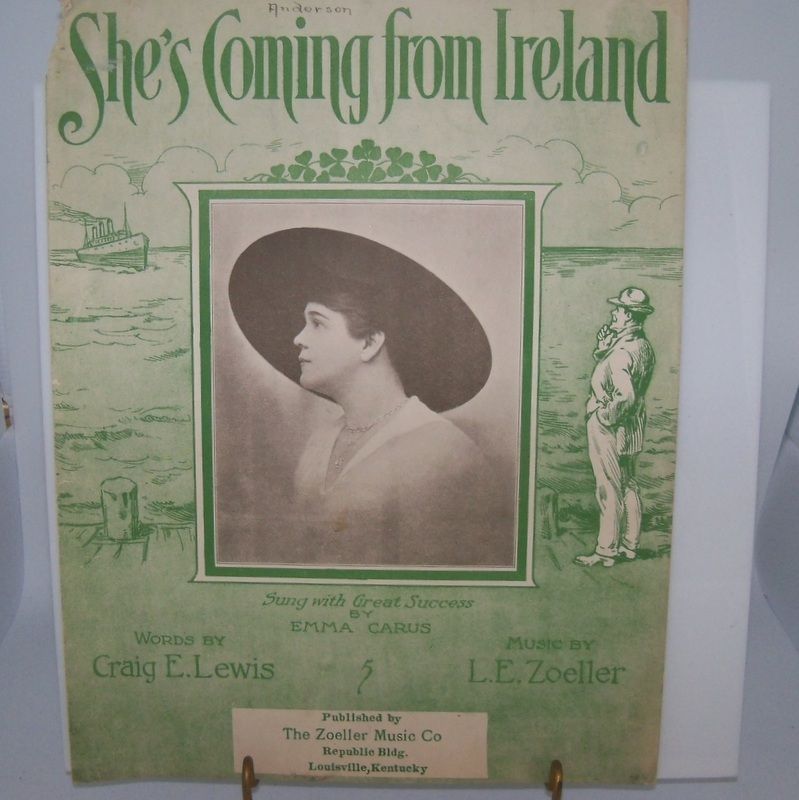 Anderson
She's Coming from Ireland
Sung with Great Success
BY
EMMA CARUS
WORDS BY
Craig E. Lewis
5
MUSIC BY
L.E. Zoeller
Published by
The Zoeller Music Co
Republic Bldg.
Louisville, Kentucky